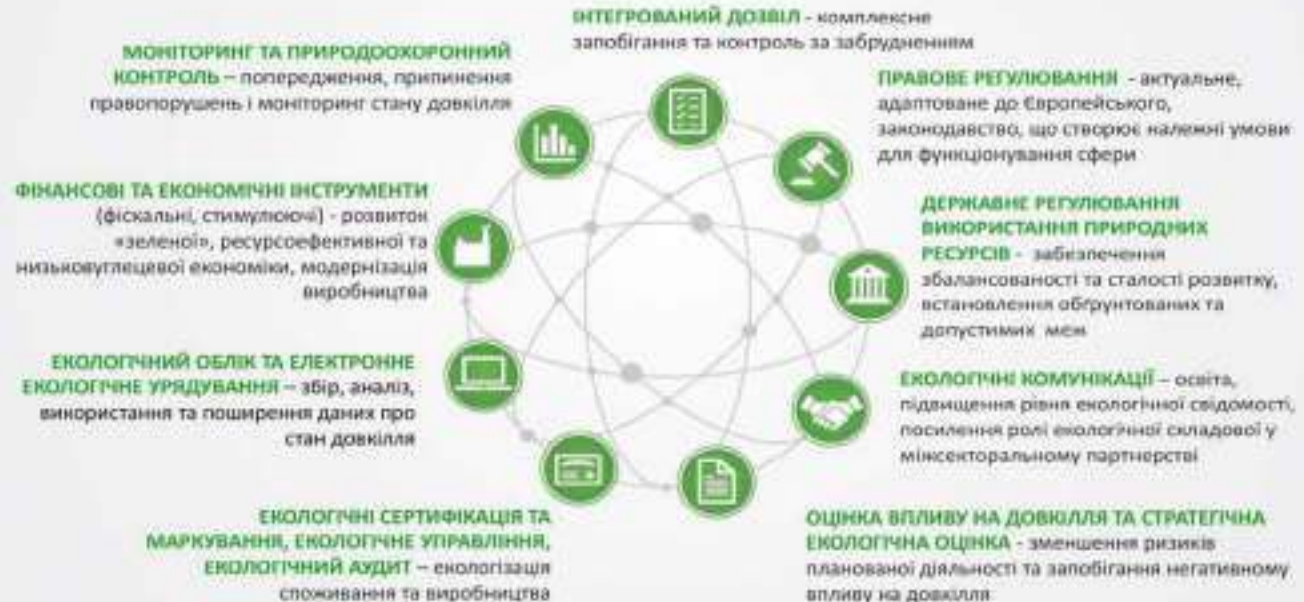 ІНТЕГРОВАНИЙ ДОЗВІЛ - комплексне
запобігання та контроль за забрудненням
ПРАВОВЕ РЕГУЛЮВАННЯ - актуальне,
адаптоване до Європейського,
законодавство, що створює належні умови
для функціонування сфери
ДЕРЖАВНЕ РЕГУЛЮВАННЯ
ВИКОРИСТАННЯ ПРИРОДНИХ
РЕСУРСІВ - забезпечення
збалансованості та сталості розвитку,
встановлення обґрунтованих та
допустимих меж
ЕКОЛОГІЧНІ КОМУНІКАЦІЇ – освіта,
підвищення рівня екологічної свідомості,
посилення ролі екологічної складової у
міжсекторальному партнерстві
ОЦІНКА ВПЛИВУ НА ДОВКІЛЛЯ ТА СТРАТЕГІЧНА
ЕКОЛОГІЧНА ОЦІНКА - зменшення ризиків
планованої діяльності та запобігання негативному
впливу на довкілля
ЕКОЛОГІЧНІ СЕРТИФІКАЦІЯ ТА
МАРКУВАННЯ, ЕКОЛОГІЧНЕ УПРАВЛІННЯ,
ЕКОЛОГІЧНИЙ АУДИТ – екологізація
споживання та виробництва
ЕКОЛОГІЧНИЙ ОБЛІК ТА ЕЛЕКТРОННЕ
ЕКОЛОГІЧНЕ УРЯДУВАННЯ – збір, аналіз,
використання та поширення даних про
стан довкілля
ФІНАНСОВІ ТА ЕКОНОМІЧНІ ІНСТРУМЕНТИ
(фіскальні, стимулюючі) - розвиток
«зеленої», ресурсоефективної та
низьковуглецевої економіки, модернізація
виробництва
МОНІТОРИНГ ТА ПРИРОДООХОРОННИЙ
КОНТРОЛЬ – попередження, припинення
правопорушень і моніторинг стану довкілля